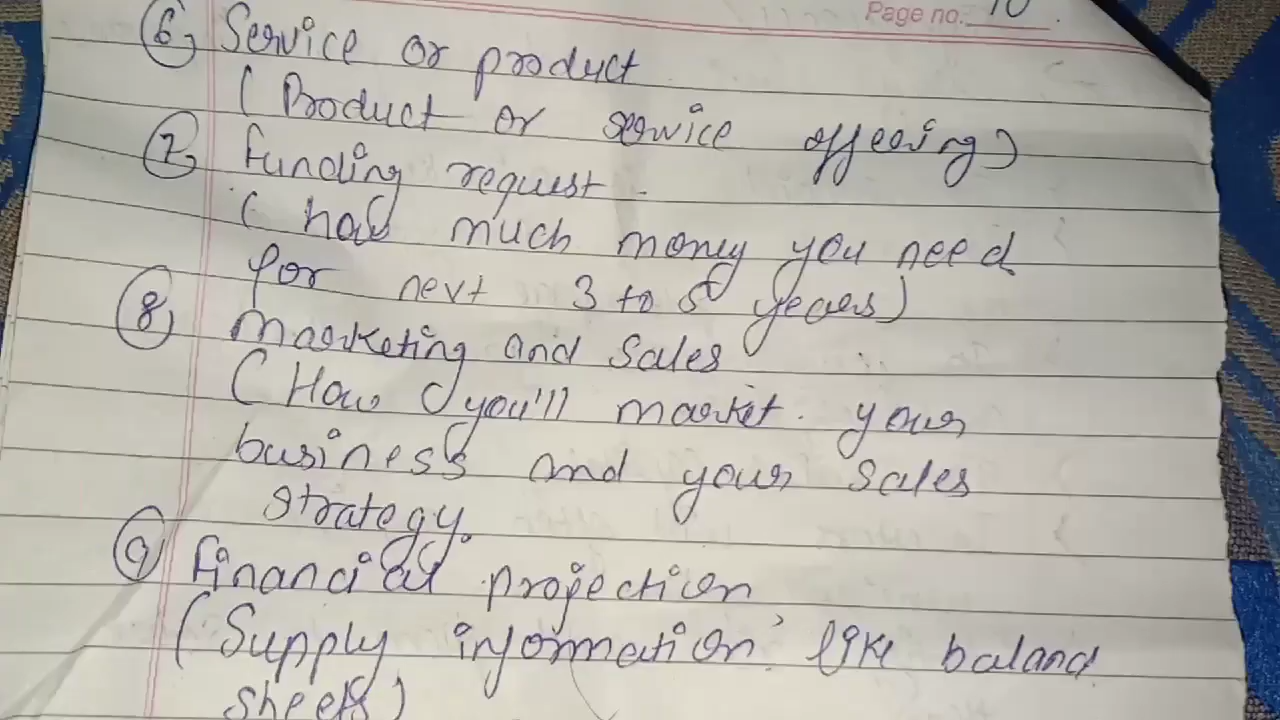 Page no. 10
6, Service or product
( Product or service offering)
7, Funding request.
( how much money you need
for next 3 to 5 years)
8, Marketing and Sales
( How you'll market. your
business and your sales
strategy.
9, Financial projection
( Supply information like baland
sheets)